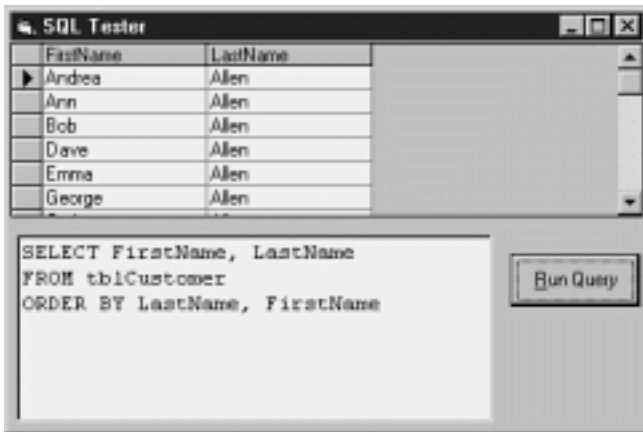 SQL Tester
FirstName LastName
Andrea Allen
Ann Allen
Bob Allen
Dave Allen
Emma Allen
George Allen
SELECT FirstName, LastName
FROM tblCustomer
ORDER BY LastName, FirstName
Run Query